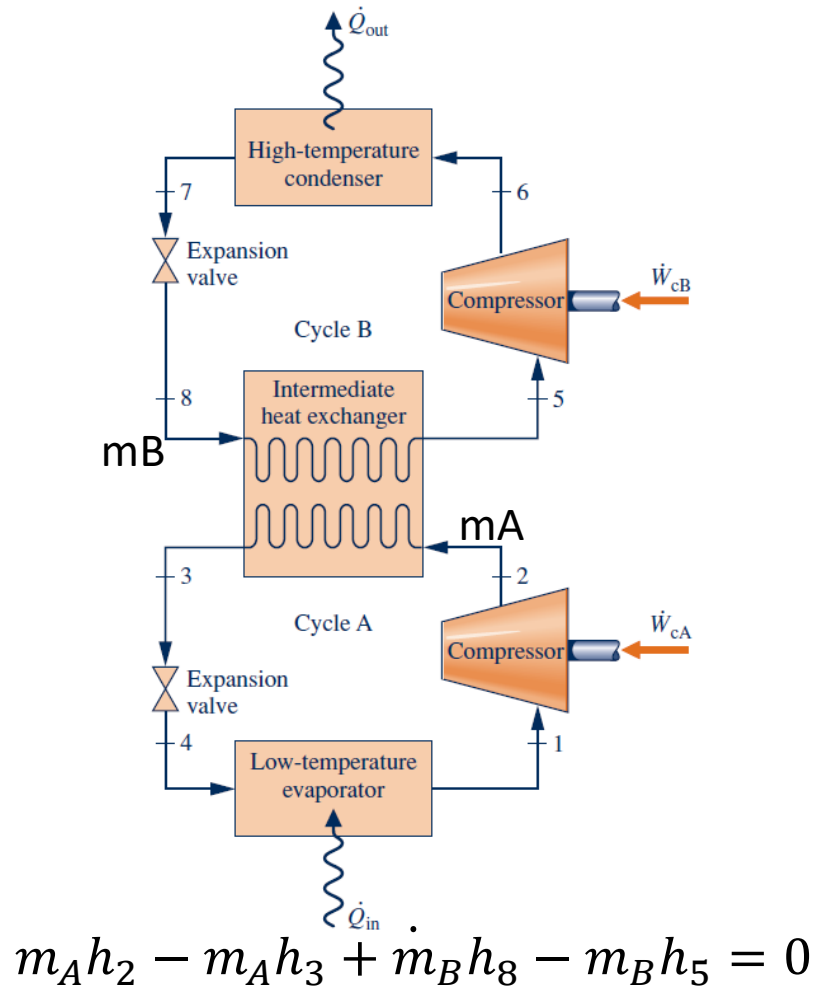 Q̇out
High-temperature
condenser
7
6
Expansion
valve
ẆcB
Compressor
Cycle B
Intermediate
heat exchanger
8
5
mB
mA
3
2
Cycle A
ẆcA
Compressor
Expansion
valve
4
1
Low-temperature
evaporator
Q̇in
m_A h_2 − m_A h_3 + ṁ_B h_8 − m_B h_5 = 0